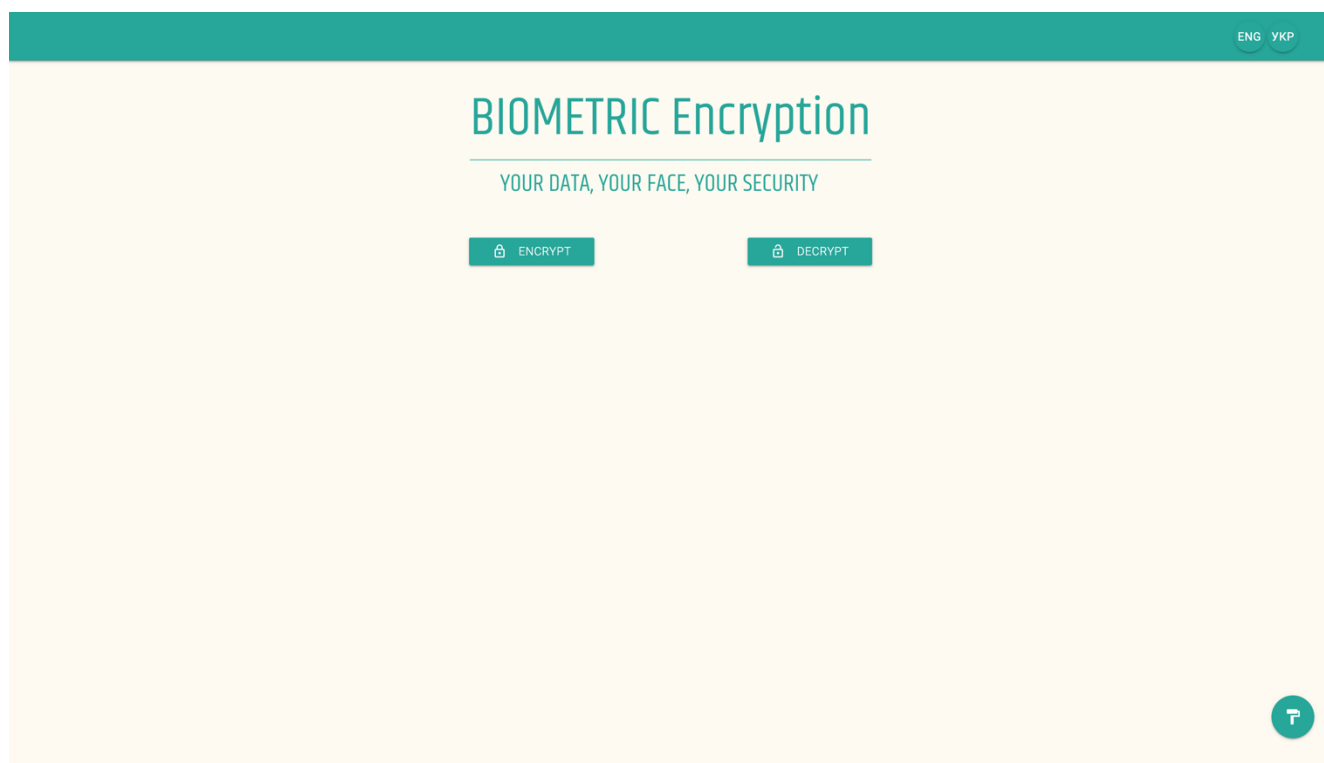 ENG УКР
BIOMETRIC Encryption
YOUR DATA, YOUR FACE, YOUR SECURITY
ENCRYPT DECRYPT